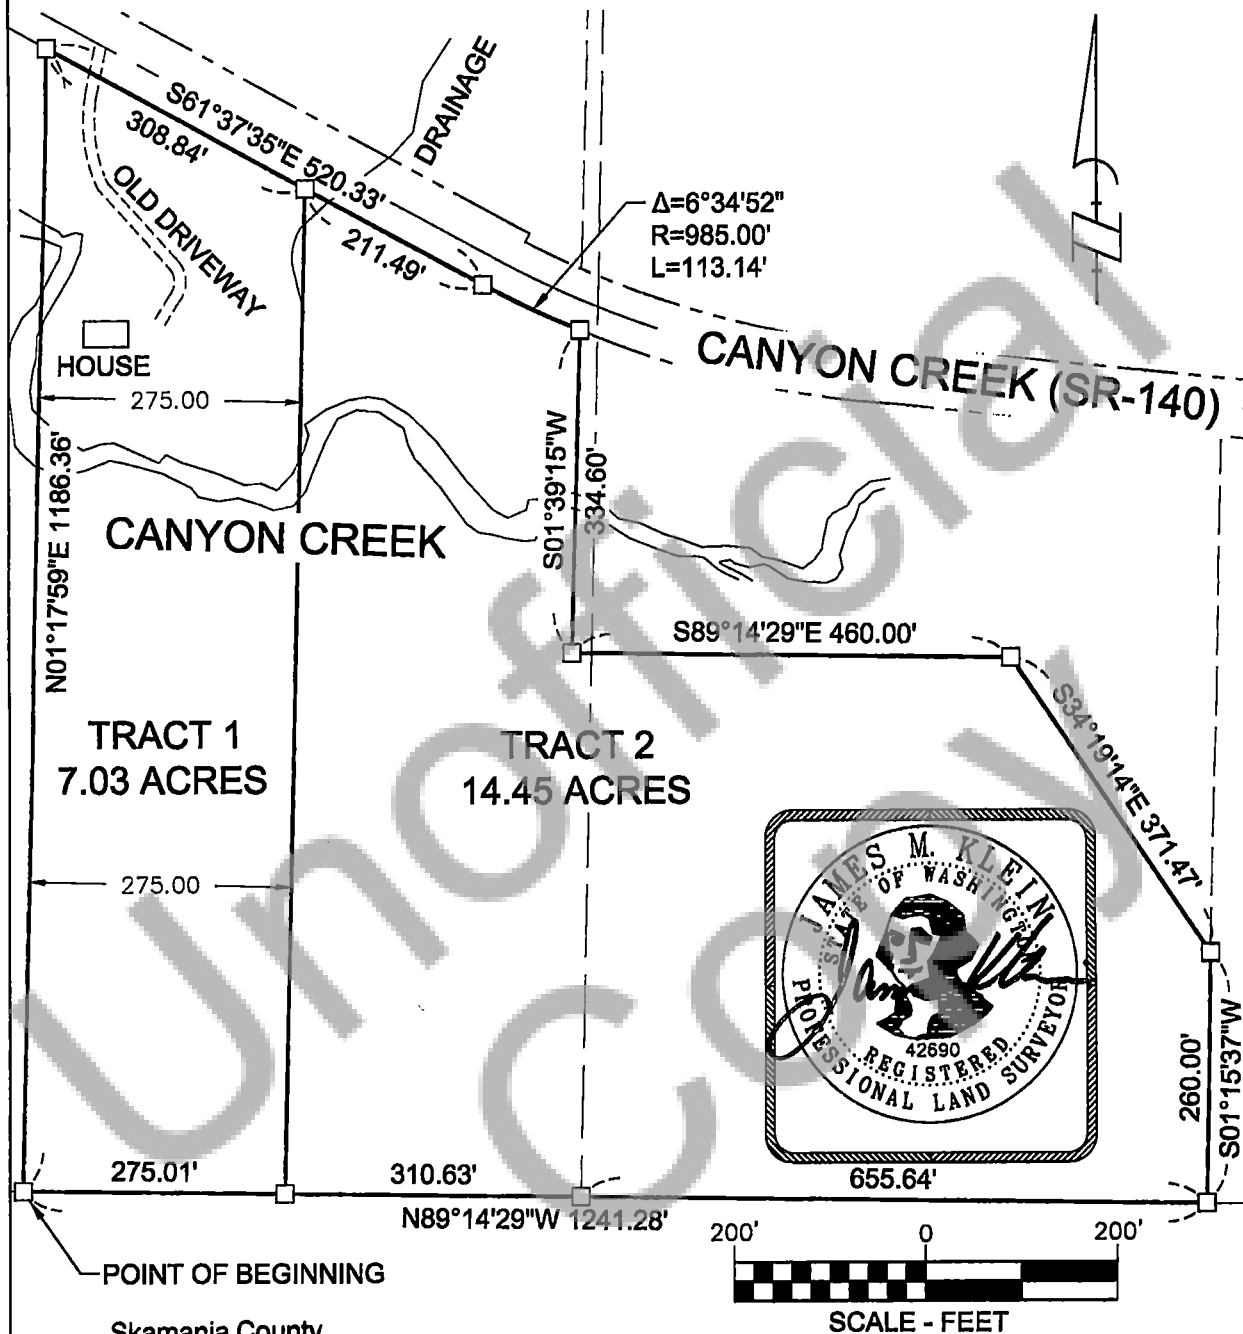 S61°37'35"E 520.33'
308.84'
DRAINAGE
OLD DRIVEWAY
211.49'
Δ=6°34'52"
R=985.00'
L=113.14'
HOUSE
275.00
CANYON CREEK (SR-140)
N01°17'59"E 1186.36'
CANYON CREEK
S01°39'15"W
334.60'
S89°14'29"E 460.00'
S34°19'14"E 371.47'
TRACT 1
7.03 ACRES
TRACT 2
14.45 ACRES
275.00
JAMES M. KLEIN
STATE OF WASHINGTON
42690
REGISTERED
PROFESSIONAL LAND SURVEYOR
260.00'
S01°15'37"W
275.01'
310.63'
655.64'
N89°14'29"W 1241.28'
POINT OF BEGINNING
200' 0 200'
SCALE - FEET
Skamania County
Unofficial
Copy